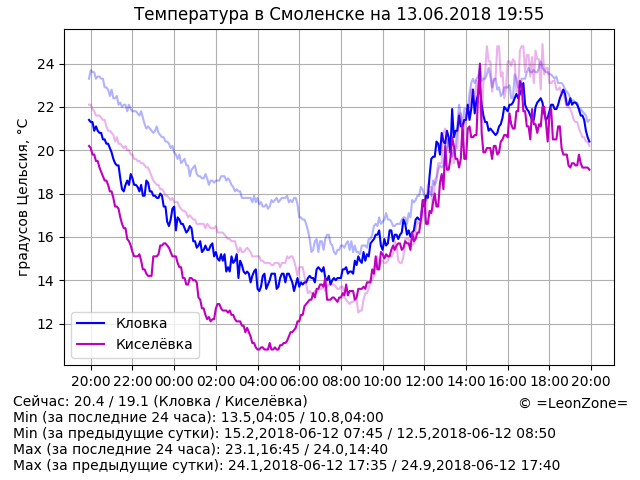 Температура в Смоленске на 13.06.2018 19:55
градусов Цельсия, °C
24
22
20
18
16
14
12
Кловка
Киселёвка
20:00 22:00 00:00 02:00 04:00 06:00 08:00 10:00 12:00 14:00 16:00 18:00 20:00
Сейчас: 20.4 / 19.1 (Кловка / Киселёвка)
© =LeonZone=
Min (за последние 24 часа): 13.5,04:05 / 10.8,04:00
Min (за предыдущие сутки): 15.2,2018-06-12 07:45 / 12.5,2018-06-12 08:50
Max (за последние 24 часа): 23.1,16:45 / 24.0,14:40
Max (за предыдущие сутки): 24.1,2018-06-12 17:35 / 24.9,2018-06-12 17:40